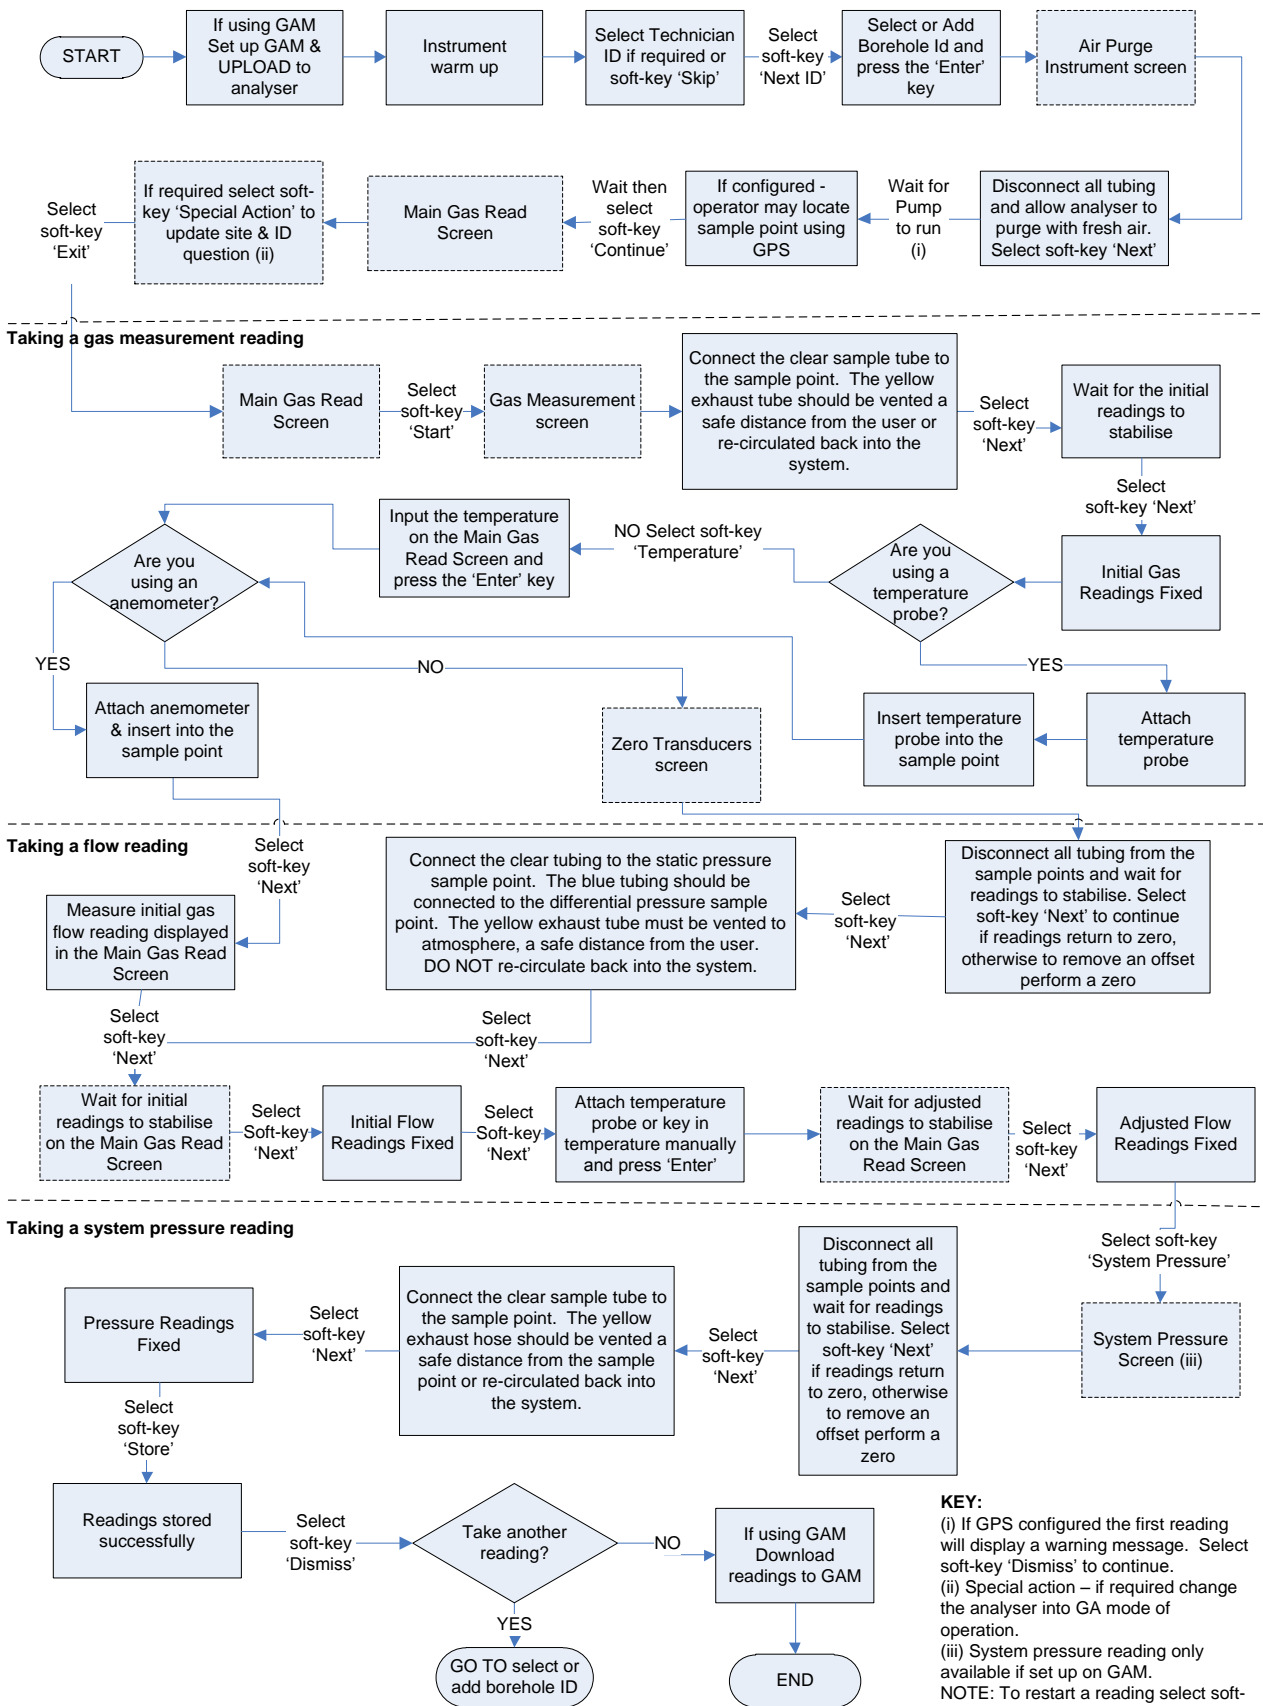 START
If using GAM
Set up GAM &
UPLOAD to
analyser
Instrument
warm up
Select Technician
ID if required or
soft-key ‘Skip’
Select
soft-key
‘Next ID’
Select or Add
Borehole Id and
press the ‘Enter’
key
Air Purge
Instrument screen
Disconnect all tubing
and allow analyser to
purge with fresh air.
Select soft-key ‘Next’
Wait for
Pump
to run
(i)
If configured -
operator may locate
sample point using
GPS
Wait then
select
soft-key
‘Continue’
Main Gas Read
Screen
If required select soft-
key ‘Special Action’ to
update site & ID
question (ii)
Select
soft-key
‘Exit’
Taking a gas measurement reading
Main Gas Read
Screen
Select
soft-key
‘Start’
Gas Measurement
screen
Connect the clear sample tube to
the sample point.  The yellow
exhaust tube should be vented a
safe distance from the user or
re-circulated back into the
system.
Select
soft-key
‘Next’
Wait for the initial
readings to
stabilise
Select
soft-key ‘Next’
Initial Gas
Readings Fixed
Are you
using a
temperature
probe?
NO Select soft-key
‘Temperature’
Input the temperature
on the Main Gas
Read Screen and
press the ‘Enter’ key
Are you
using an
anemometer?
YES
NO
YES
Attach
temperature
probe
Insert temperature
probe into the
sample point
Attach anemometer
& insert into the
sample point
Zero Transducers
screen
Taking a flow reading
Select
soft-key
‘Next’
Measure initial gas
flow reading displayed
in the Main Gas Read
Screen
Connect the clear tubing to the static pressure
sample point.  The blue tubing should be
connected to the differential pressure sample
point.  The yellow exhaust tube must be vented to
atmosphere, a safe distance from the user.
DO NOT re-circulate back into the system.
Select
soft-key
‘Next’
Disconnect all tubing from the
sample points and wait for
readings to stabilise. Select
soft-key ‘Next’ to continue
if readings return to zero,
otherwise to remove an offset
perform a zero
Select
soft-key
‘Next’
Select
soft-key
‘Next’
Wait for initial
readings to stabilise
on the Main Gas Read
Screen
Select
Soft-key
‘Next’
Initial Flow
Readings Fixed
Select
Soft-key
‘Next’
Attach temperature
probe or key in
temperature manually
and press ‘Enter’
Wait for adjusted
readings to stabilise
on the Main Gas
Read Screen
Select
soft-key
‘Next’
Adjusted Flow
Readings Fixed
Taking a system pressure reading
Select soft-key
‘System Pressure’
System Pressure
Screen (iii)
Disconnect all
tubing from the
sample points and
wait for readings
to stabilise. Select
soft-key ‘Next’
if readings return
to zero, otherwise
to remove an
offset perform a
zero
Select
soft-key
‘Next’
Connect the clear sample tube to
the sample point.  The yellow
exhaust hose should be vented a
safe distance from the sample
point or re-circulated back into
the system.
Select
soft-key
‘Next’
Pressure Readings
Fixed
Select
soft-key
‘Store’
Readings stored
successfully
Select
soft-key
‘Dismiss’
Take another
reading?
NO
If using GAM
Download
readings to GAM
YES
GO TO select or
add borehole ID
END
KEY:
(i) If GPS configured the first reading
will display a warning message.  Select
soft-key ‘Dismiss’ to continue.
(ii) Special action – if required change
the analyser into GA mode of
operation.
(iii) System pressure reading only
available if set up on GAM.
NOTE: To restart a reading select soft-